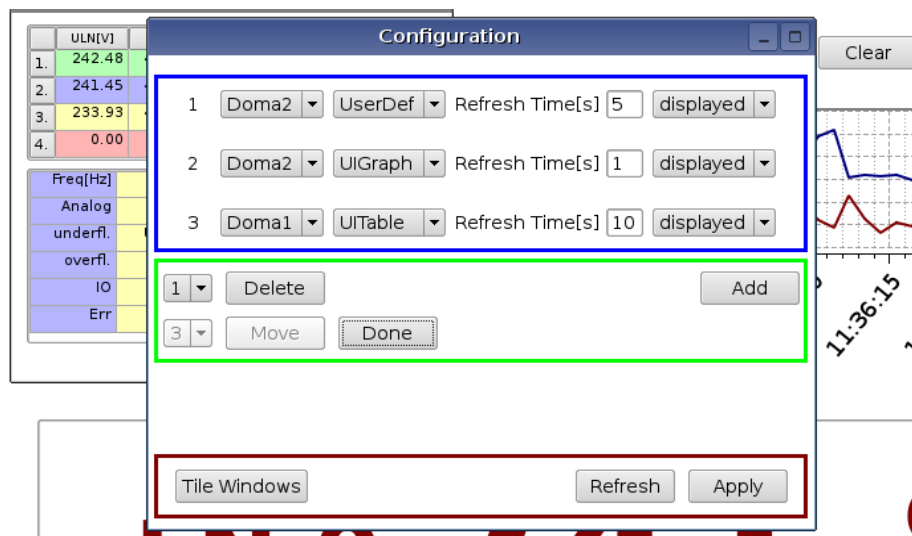 Configuration
ULN[V]
1. 242.48
2. 241.45
3. 233.93
4. 0.00
Freq[Hz]
Analog
underfl.
overfl.
IO
Err
1 Doma2 UserDef Refresh Time[s] 5 displayed
2 Doma2 UIGraph Refresh Time[s] 1 displayed
3 Doma1 UITable Refresh Time[s] 10 displayed
1 Delete Add
3 Move Done
Tile Windows Refresh Apply
Clear
11:36:15